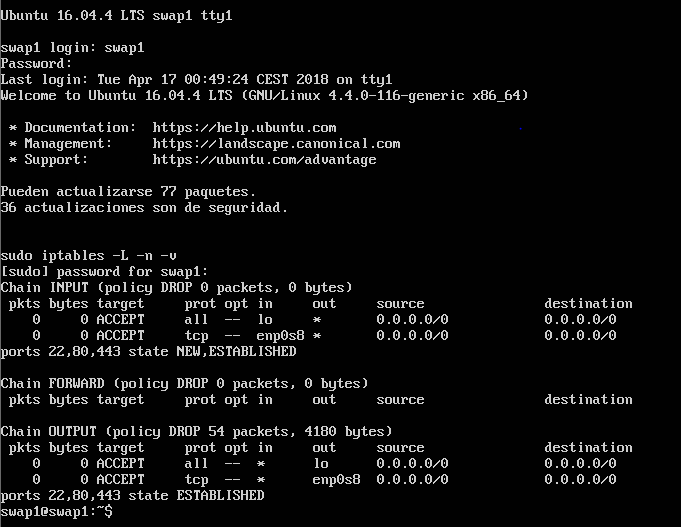 Ubuntu 16.04.4 LTS swap1 tty1
swap1 login: swap1
Password:
Last login: Tue Apr 17 00:49:24 CEST 2018 on tty1
Welcome to Ubuntu 16.04.4 LTS (GNU/Linux 4.4.0-116-generic x86_64)
* Documentation:  https://help.ubuntu.com
* Management:     https://landscape.canonical.com
* Support:        https://ubuntu.com/advantage
Pueden actualizarse 77 paquetes.
36 actualizaciones son de seguridad.
sudo iptables -L -n -v
[sudo] password for swap1:
Chain INPUT (policy DROP 0 packets, 0 bytes)
pkts bytes target     prot opt in     out     source               destination
0     0 ACCEPT     all  --  lo     *       0.0.0.0/0            0.0.0.0/0
0     0 ACCEPT     tcp  --  enp0s8 *       0.0.0.0/0            0.0.0.0/0
ports 22,80,443 state NEW,ESTABLISHED
Chain FORWARD (policy DROP 0 packets, 0 bytes)
pkts bytes target     prot opt in     out     source               destination
Chain OUTPUT (policy DROP 54 packets, 4180 bytes)
pkts bytes target     prot opt in     out     source               destination
0     0 ACCEPT     all  --  *      lo      0.0.0.0/0            0.0.0.0/0
0     0 ACCEPT     tcp  --  *      enp0s8  0.0.0.0/0            0.0.0.0/0
ports 22,80,443 state ESTABLISHED
swap1@swap1:~$